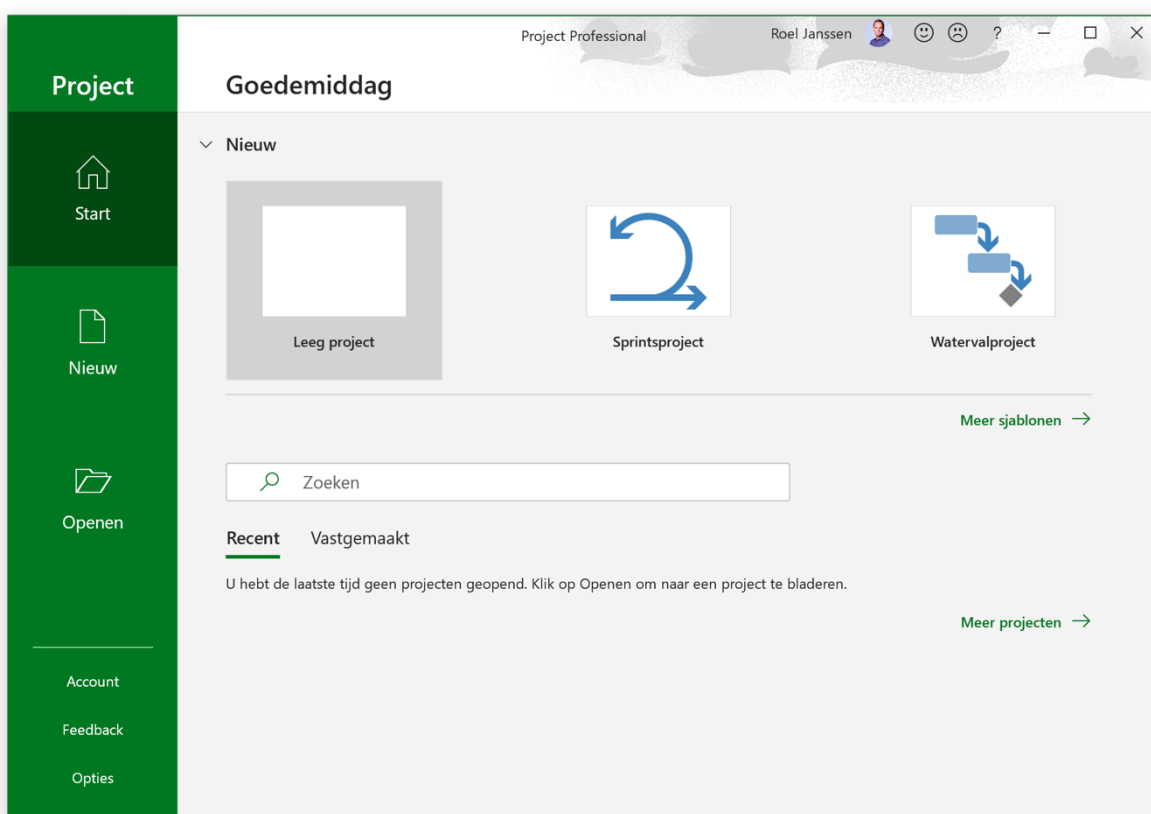 Project Professional
Roel Janssen
?
Project
Goedemiddag
Start
Nieuw
Openen
Account
Feedback
Opties
Nieuw
Leeg project
Sprintsproject
Watervalproject
Meer sjablonen
Zoeken
Recent
Vastgemaakt
U hebt de laatste tijd geen projecten geopend. Klik op Openen om naar een project te bladeren.
Meer projecten